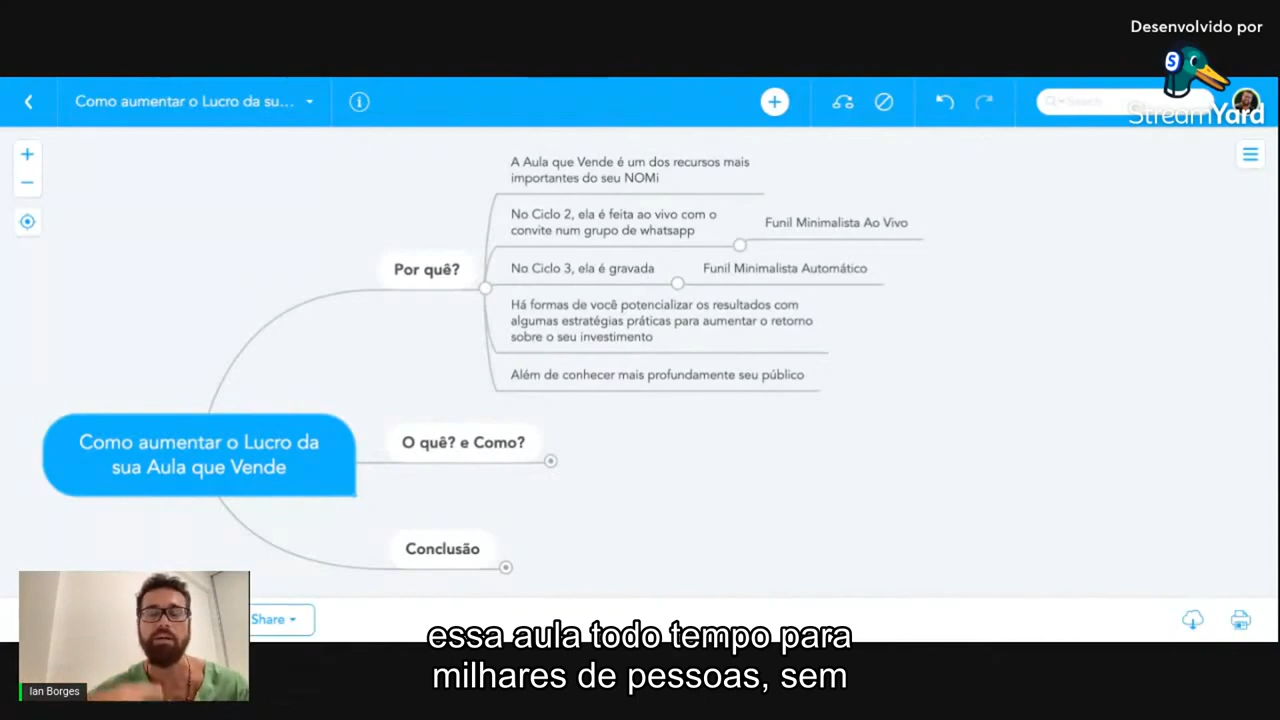 Desenvolvido por
S
StreamYard
Como aumentar o Lucro da su...
Search
A Aula que Vende é um dos recursos mais
importantes do seu NOMi
No Ciclo 2, ela é feita ao vivo com o
convite num grupo de whatsapp
Funil Minimalista Ao Vivo
Por quê?
No Ciclo 3, ela é gravada
Funil Minimalista Automático
Há formas de você potencializar os resultados com
algumas estratégias práticas para aumentar o retorno
sobre o seu investimento
Além de conhecer mais profundamente seu público
Como aumentar o Lucro da
sua Aula que Vende
O quê? e Como?
Conclusão
Share
Ian Borges
essa aula todo tempo para
milhares de pessoas, sem